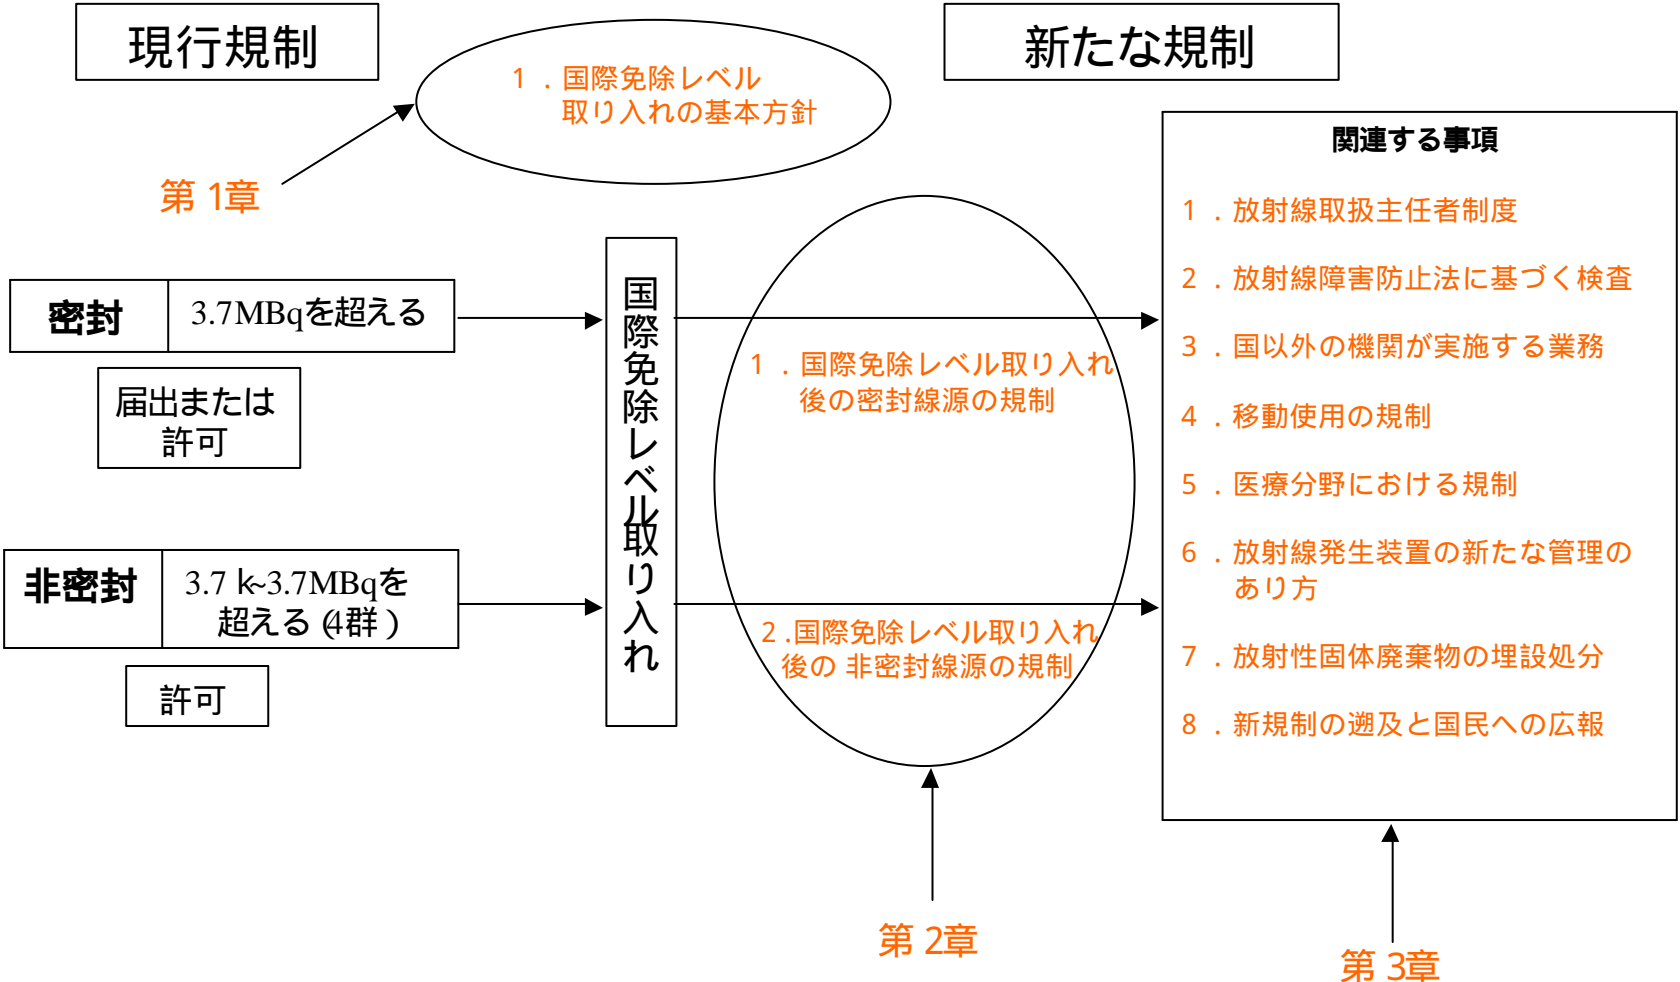 現行規制
新たな規制
1 . 国際免除レベル
取り入れの基本方針
第 1章
密封
3.7MBqを超える
届出または
許可
非密封
3.7 k~3.7MBqを
超える (4群 )
許可
国際免除レベル取り入れ
1 . 国際免除レベル取り入れ
後の密封線源の規制
2 .国際免除レベル取り入れ
後の 非密封線源の規制
第 2章
関連する事項
1 . 放射線取扱主任者制度
2 . 放射線障害防止法に基づく検査
3 . 国以外の機関が実施する業務
4 . 移動使用の規制
5 . 医療分野における規制
6 . 放射線発生装置の新たな管理の
あり方
7 . 放射性固体廃棄物の埋設処分
8 . 新規制の遡及と国民への広報
第 3章